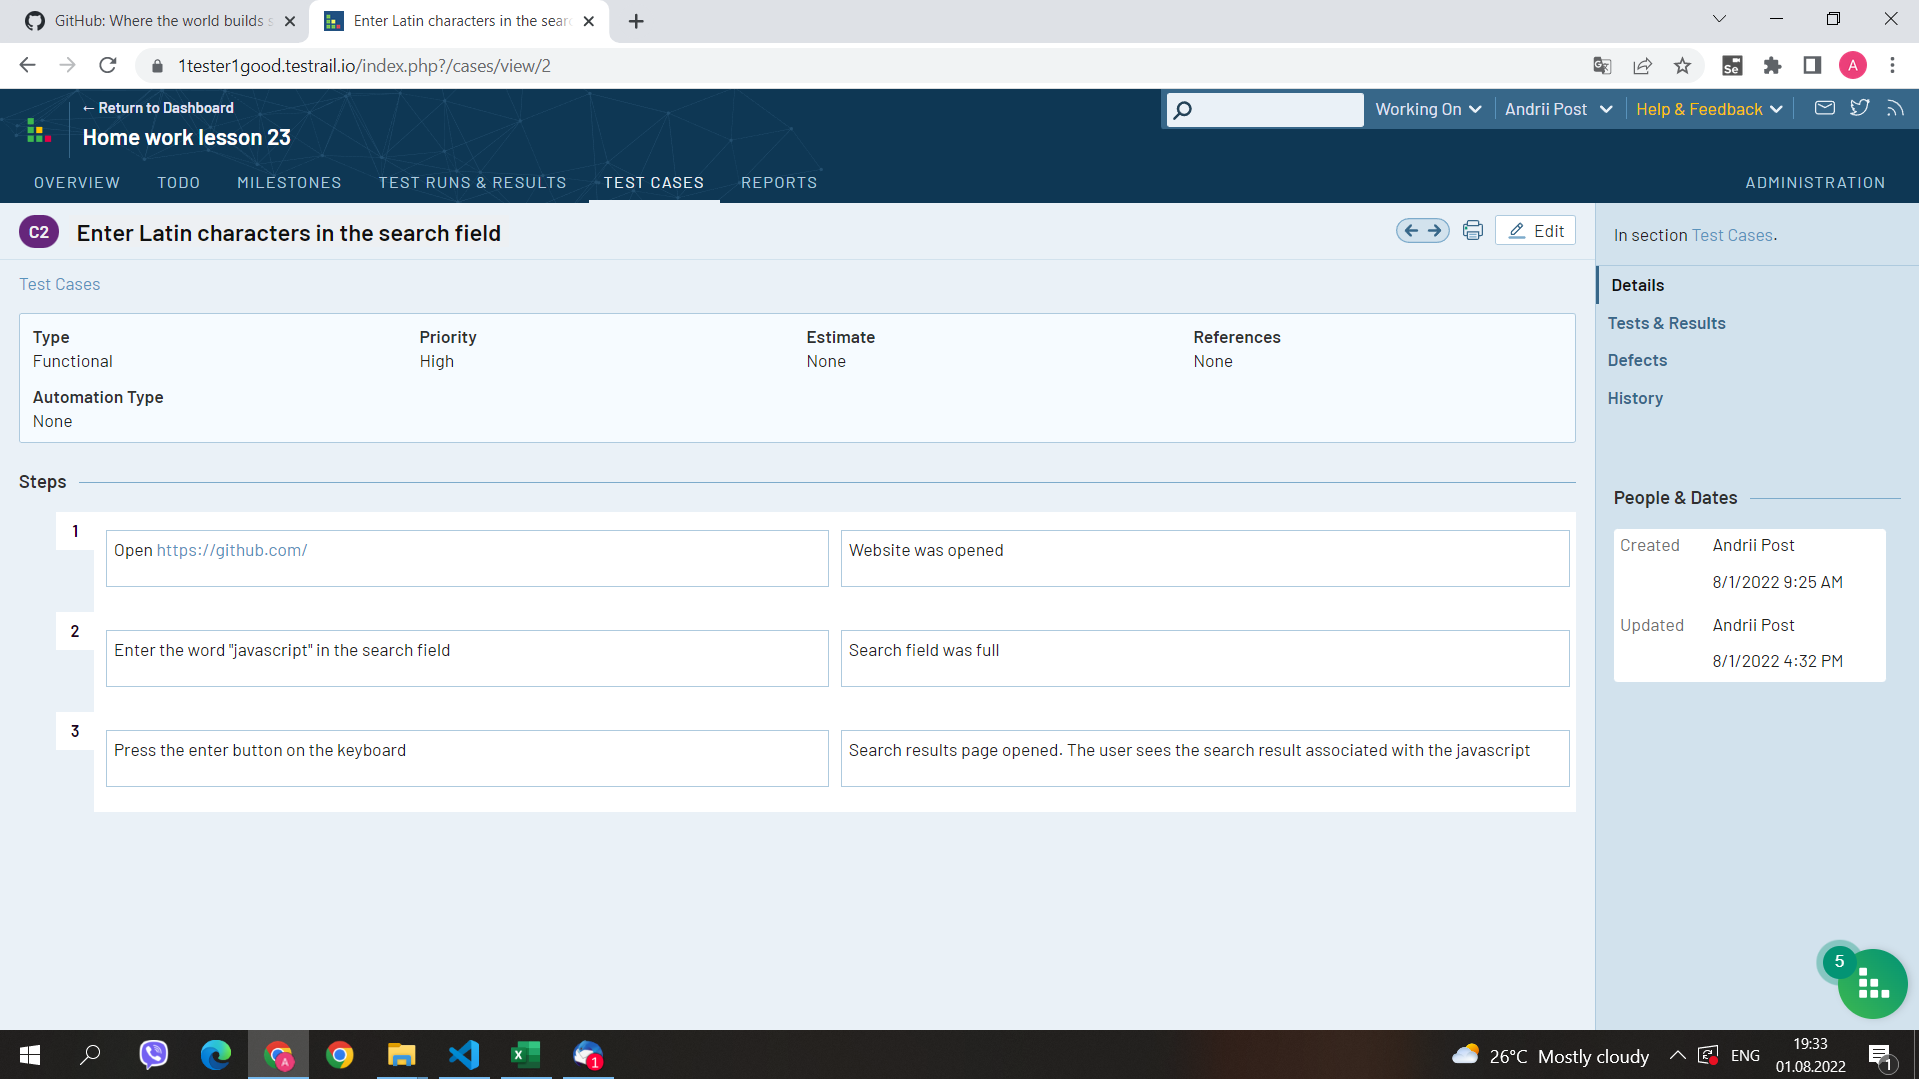 GitHub: Where the world builds s
Enter Latin characters in the sear
1tester1good.testrail.io/index.php?/cases/view/2
Se
A
← Return to Dashboard
Home work lesson 23
Working On
Andrii Post
Help & Feedback
OVERVIEW
TODO
MILESTONES
TEST RUNS & RESULTS
TEST CASES
REPORTS
ADMINISTRATION
C2
Enter Latin characters in the search field
Edit
In section Test Cases.
Test Cases
Type
Functional
Priority
High
Estimate
None
References
None
Automation Type
None
Details
Tests & Results
Defects
History
Steps
1
Open https://github.com/
Website was opened
2
Enter the word "javascript" in the search field
Search field was full
3
Press the enter button on the keyboard
Search results page opened. The user sees the search result associated with the javascript
People & Dates
Created
Andrii Post
8/1/2022 9:25 AM
Updated
Andrii Post
8/1/2022 4:32 PM
5
A
1
26°C Mostly cloudy
ENG
19:33
01.08.2022
1